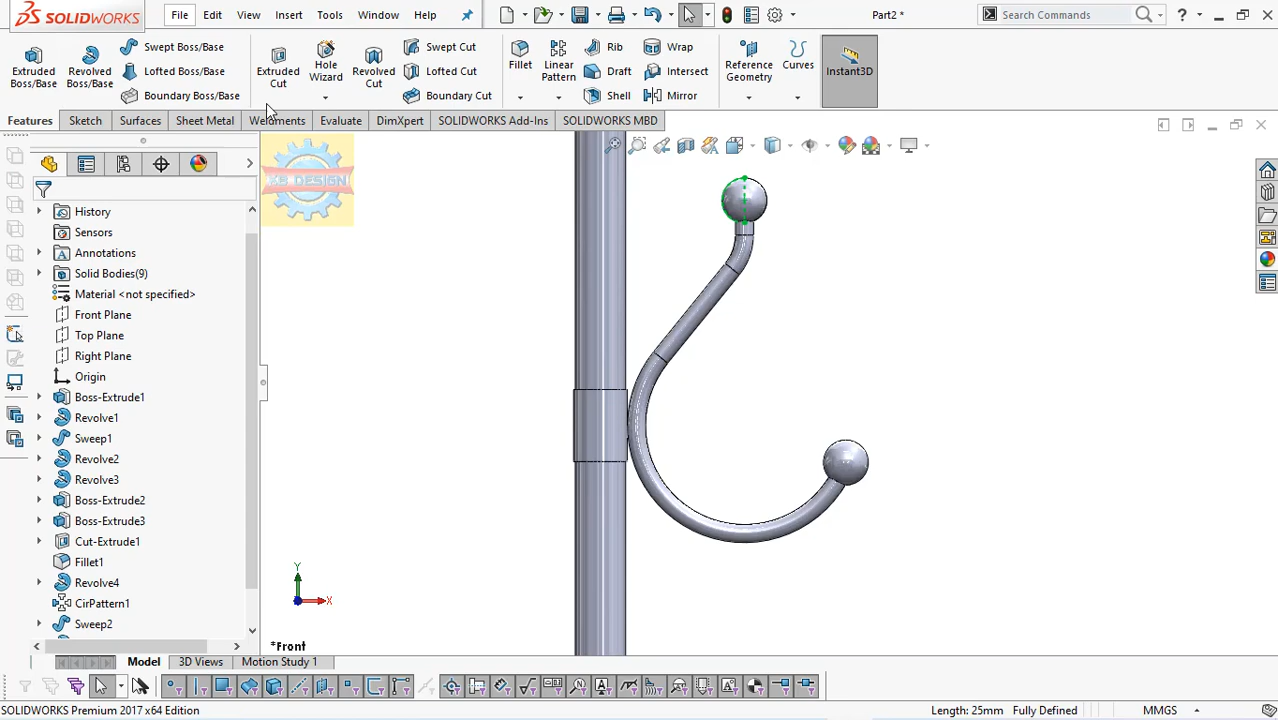 SOLIDWORKS File Edit View Insert Tools Window Help Part2 * Search Commands ?
Extruded Boss/Base Revolved Boss/Base Swept Boss/Base Lofted Boss/Base Boundary Boss/Base Extruded Cut Hole Wizard Revolved Cut Swept Cut Lofted Cut Boundary Cut Fillet Linear Pattern Rib Draft Shell Wrap Intersect Mirror Reference Geometry Curves Instant3D
Features Sketch Surfaces Sheet Metal Weldments Evaluate DimXpert SOLIDWORKS Add-Ins SOLIDWORKS MBD
KB DESIGN
History
Sensors
Annotations
Solid Bodies(9)
Material <not specified>
Front Plane
Top Plane
Right Plane
Origin
Boss-Extrude1
Revolve1
Sweep1
Revolve2
Revolve3
Boss-Extrude2
Boss-Extrude3
Cut-Extrude1
Fillet1
Revolve4
CirPattern1
Sweep2
Y
X
*Front
Model 3D Views Motion Study 1
SOLIDWORKS Premium 2017 x64 Edition Length: 25mm Fully Defined MMGS